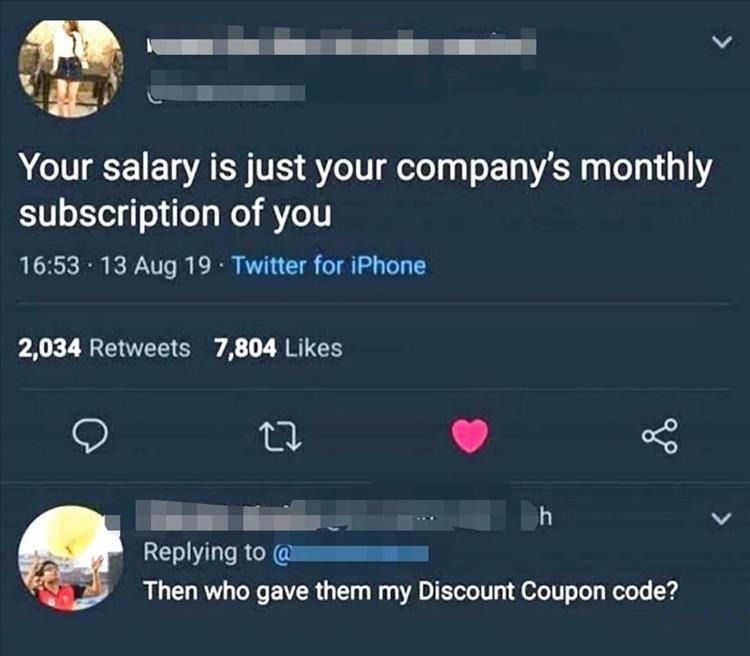 Your salary is just your company's monthly
subscription of you
16:53 · 13 Aug 19 · Twitter for iPhone
2,034 Retweets 7,804 Likes
h
Replying to @
Then who gave them my Discount Coupon code?